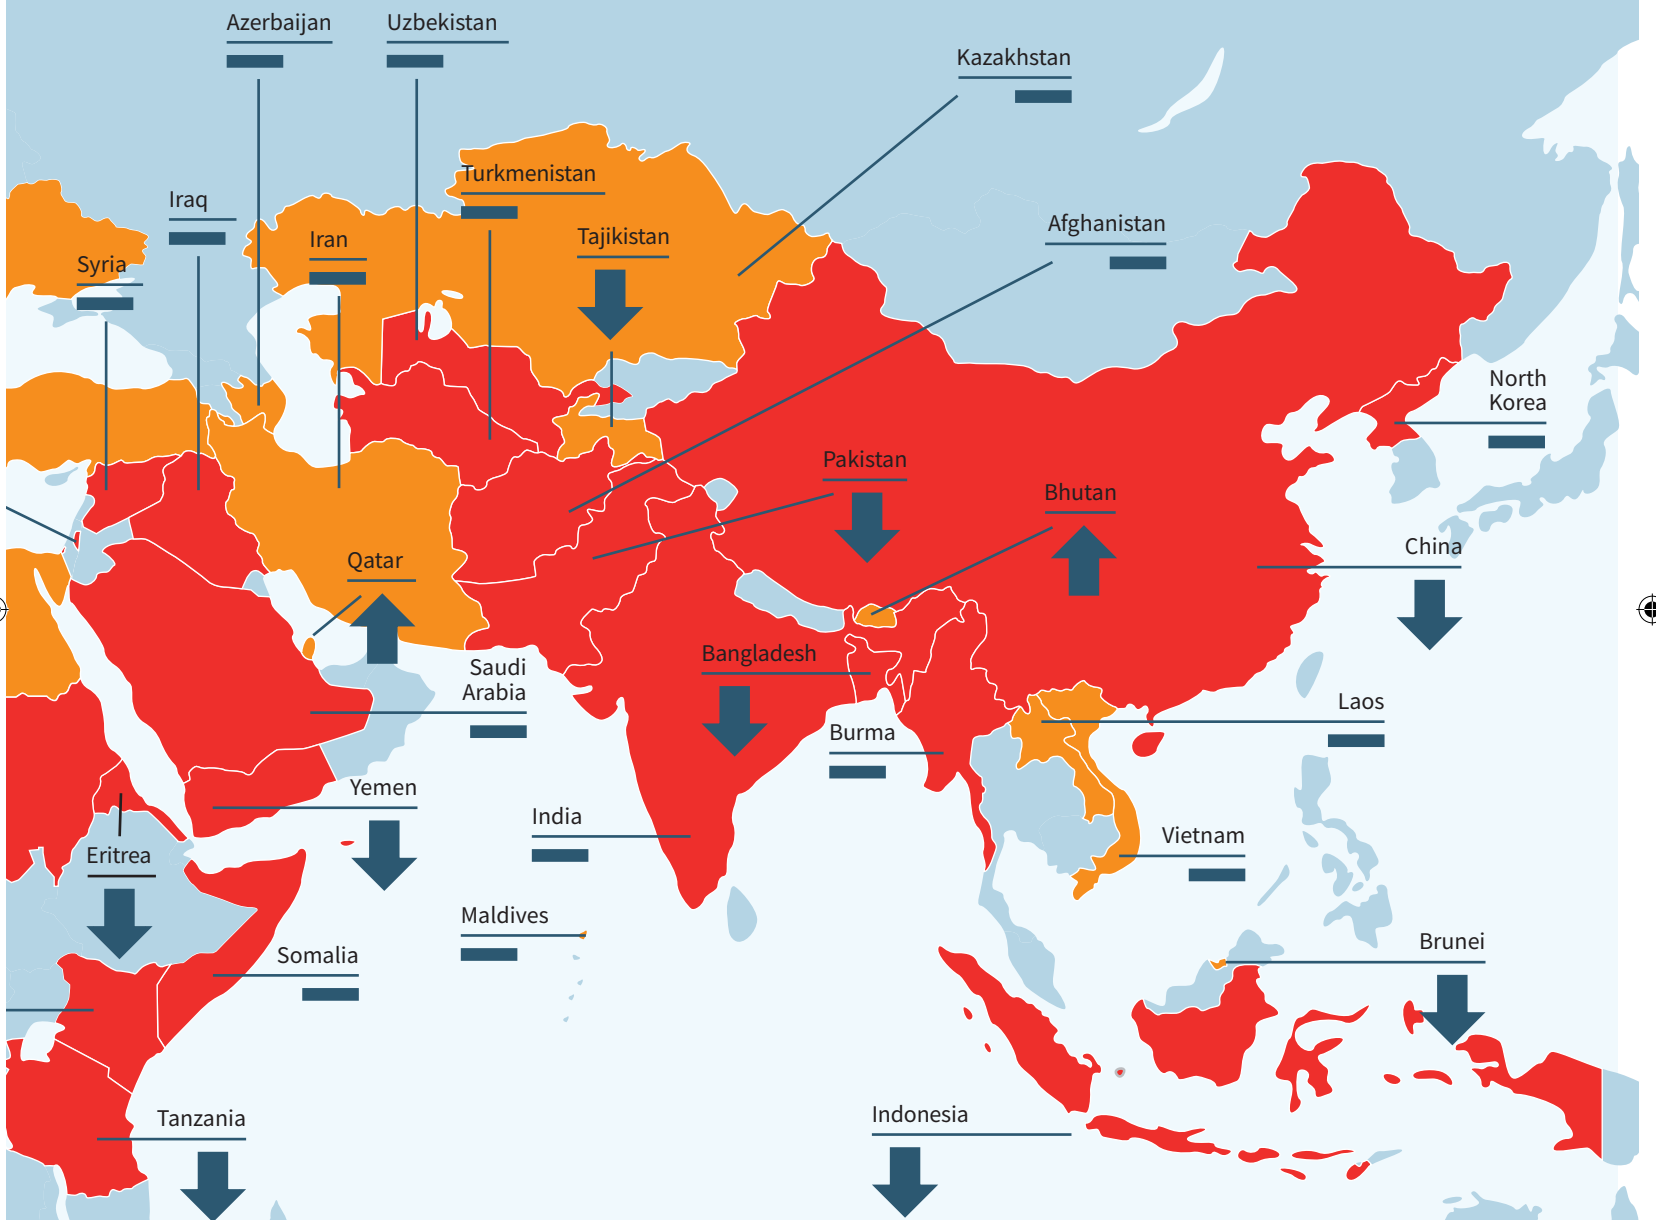 Azerbaijan
Uzbekistan
Kazakhstan
Turkmenistan
Iraq
Afghanistan
Iran
Tajikistan
Syria
North
Korea
Pakistan
Bhutan
China
Qatar
Bangladesh
Saudi
Arabia
Laos
Burma
Yemen
India
Vietnam
Eritrea
Maldives
Brunei
Somalia
Indonesia
Tanzania